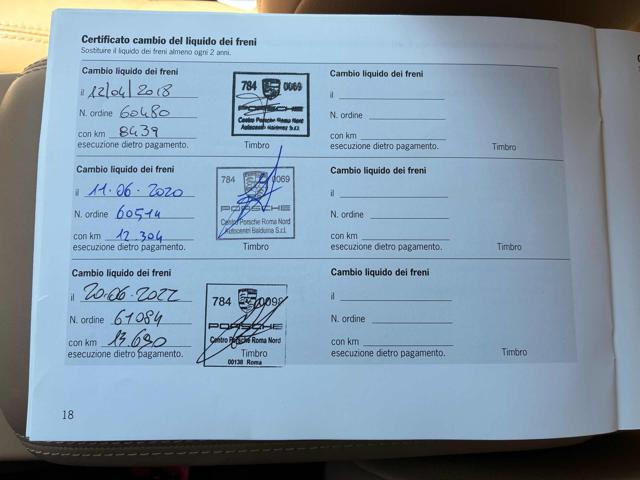 Certificato cambio del liquido dei freni
Sostituire il liquido dei freni almeno ogni 2 anni.
Cambio liquido dei freni
il 12/04/2018
N. ordine 60480
con km 8439
esecuzione dietro pagamento.
784 0069
PORSCHE
Centro Porsche Roma Nord
Autocentri Balduina S.r.l.
Timbro
Cambio liquido dei freni
il
N. ordine
con km
esecuzione dietro pagamento.
Timbro
Cambio liquido dei freni
il 11.06.2020
N. ordine 60514
con km 12.304
esecuzione dietro pagamento.
784 0069
PORSCHE
Centro Porsche Roma Nord
Autocentri Balduina S.r.l.
Timbro
Cambio liquido dei freni
il
N. ordine
con km
esecuzione dietro pagamento.
Timbro
Cambio liquido dei freni
il 20.06.2022
N. ordine 61084
con km 13.690
esecuzione dietro pagamento.
784 0098
PORSCHE
Centro Porsche Roma Nord
Timbro
00138 Roma
Cambio liquido dei freni
il
N. ordine
con km
esecuzione dietro pagamento.
Timbro
18